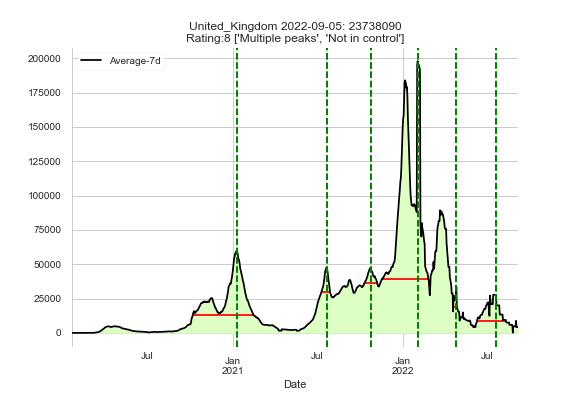 United_Kingdom 2022-09-05: 23738090
Rating:8 ['Multiple peaks', 'Not in control']
Average-7d
200000
175000
150000
125000
100000
75000
50000
25000
0
Jul
Jan
2021
Jul
Jan
2022
Jul
Date